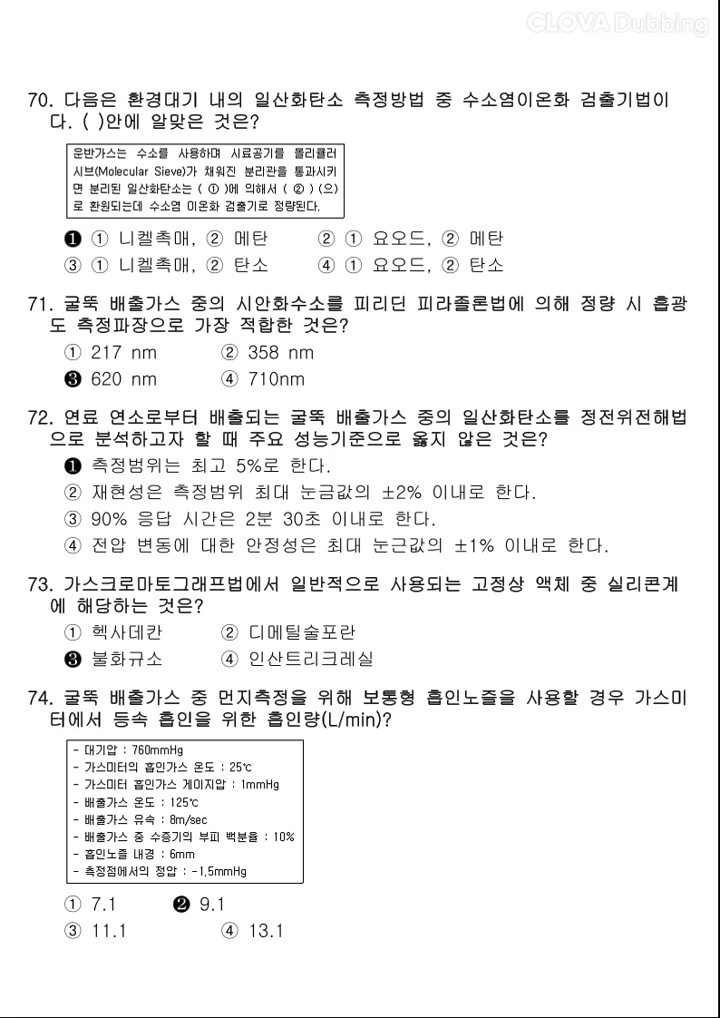 CLOVA Dubbing
70. 다음은 환경대기 내의 일산화탄소 측정방법 중 수소염이온화 검출기법이
다. ( )안에 알맞은 것은?
운반가스는 수소를 사용하며 시료공기를 몰리큘러
시브(Molecular Sieve)가 채워진 분리관을 통과시키
면 분리된 일산화탄소는 ( ① )에 의해서 ( ② ) (으)
로 환원되는데 수소염 이온화 검출기로 정량된다.
❶ ① 니켈촉매, ② 메탄 ② ① 요오드, ② 메탄
③ ① 니켈촉매, ② 탄소 ④ ① 요오드, ② 탄소
71. 굴뚝 배출가스 중의 시안화수소를 피리딘 피라졸론법에 의해 정량 시 흡광
도 측정파장으로 가장 적합한 것은?
① 217 nm ② 358 nm
❸ 620 nm ④ 710nm
72. 연료 연소로부터 배출되는 굴뚝 배출가스 중의 일산화탄소를 정전위전해법
으로 분석하고자 할 때 주요 성능기준으로 옳지 않은 것은?
❶ 측정범위는 최고 5%로 한다.
② 재현성은 측정범위 최대 눈금값의 ±2% 이내로 한다.
③ 90% 응답 시간은 2분 30초 이내로 한다.
④ 전압 변동에 대한 안정성은 최대 눈근값의 ±1% 이내로 한다.
73. 가스크로마토그래프법에서 일반적으로 사용되는 고정상 액체 중 실리콘계
에 해당하는 것은?
① 헥사데칸 ② 디메틸술포란
❸ 불화규소 ④ 인산트리크레실
74. 굴뚝 배출가스 중 먼지측정을 위해 보통형 흡인노즐을 사용할 경우 가스미
터에서 등속 흡인을 위한 흡인량(L/min)?
- 대기압 : 760mmHg
- 가스미터의 흡인가스 온도 : 25℃
- 가스미터 흡인가스 게이지압 : 1mmHg
- 배출가스 온도 : 125℃
- 배출가스 유속 : 8m/sec
- 배출가스 중 수증기의 부피 백분율 : 10%
- 흡인노즐 내경 : 6mm
- 측정점에서의 정압 : -1.5mmHg
① 7.1 ❷ 9.1
③ 11.1 ④ 13.1